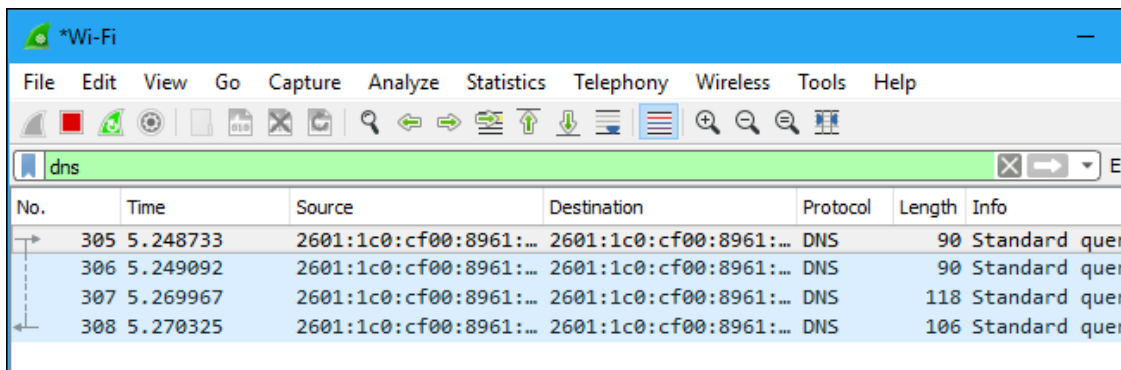 *Wi-Fi
File Edit View Go Capture Analyze Statistics Telephony Wireless Tools Help
dns
No. Time Source Destination Protocol Length Info
305 5.248733 2601:1c0:cf00:8961:… 2601:1c0:cf00:8961:… DNS 90 Standard quer
306 5.249092 2601:1c0:cf00:8961:… 2601:1c0:cf00:8961:… DNS 90 Standard quer
307 5.269967 2601:1c0:cf00:8961:… 2601:1c0:cf00:8961:… DNS 118 Standard quer
308 5.270325 2601:1c0:cf00:8961:… 2601:1c0:cf00:8961:… DNS 106 Standard quer